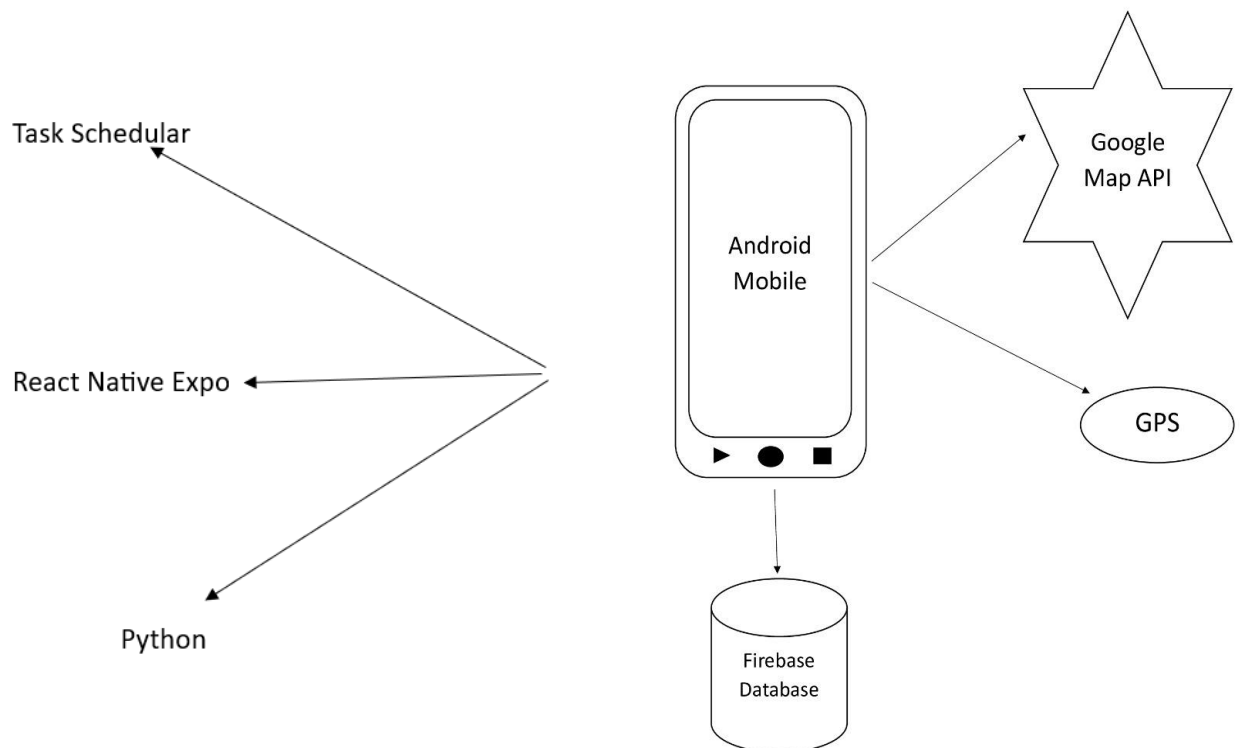 Task Schedular
React Native Expo
Python
Android
Mobile
Google
Map API
GPS
Firebase
Database